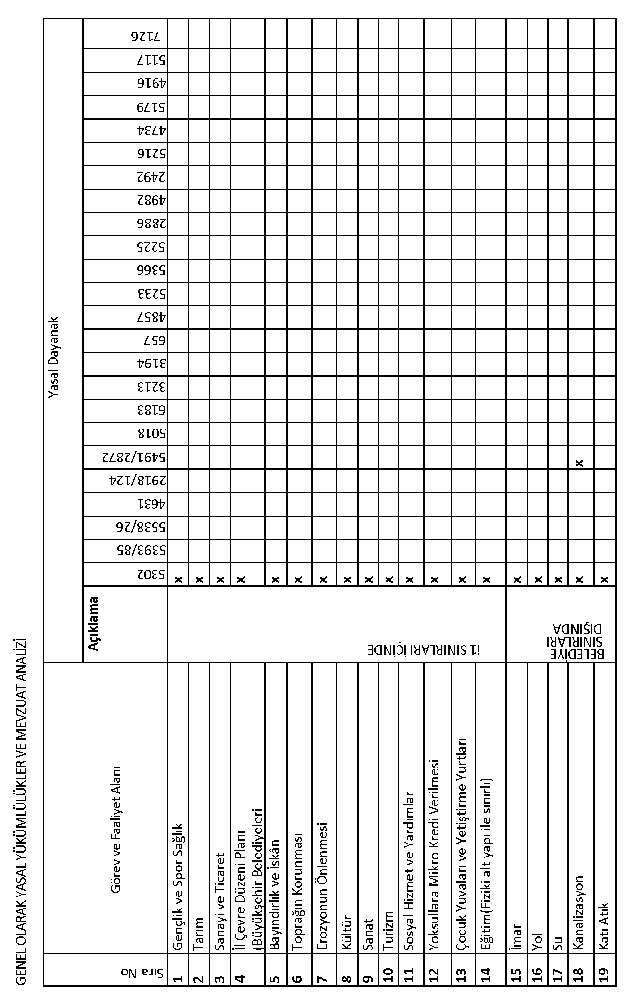 GENEL OLARAK YASAL YÜKÜMLÜLÜKLER VE MEVZUAT ANALİZİ
Yasal Dayanak
Sıra No Görev ve Faaliyet Alanı Açıklama 5302 5393/85 5538/26 4631 2918/124 5491/2872 5018 6183 3213 3194 657 4857 5233 5366 5225 2886 4982 2492 5216 4734 5179 4916 5117 7126
1 Gençlik ve Spor Sağlık x
2 Tarım x
3 Sanayi ve Ticaret x
4 İl Çevre Düzeni Planı x
(Büyükşehir Belediyeleri
5 Bayındırlık ve İskân x
6 Toprağın Korunması x
7 Erozyonun Önlenmesi x
8 Kültür x
9 Sanat x
10 Turizm x
11 Sosyal Hizmet ve Yardımlar x
12 Yoksullara Mikro Kredi Verilmesi x
13 Çocuk Yuvaları ve Yetiştirme Yurtları x
14 Eğitim(Fiziki alt yapı ile sınırlı) x
i1 SINIRLARI İÇİNDE
15 İmar x
16 Yol x
17 Su x
18 Kanalizasyon x x
19 Katı Atık x
BELEDİYE
SINIRLARI
DIŞINDA